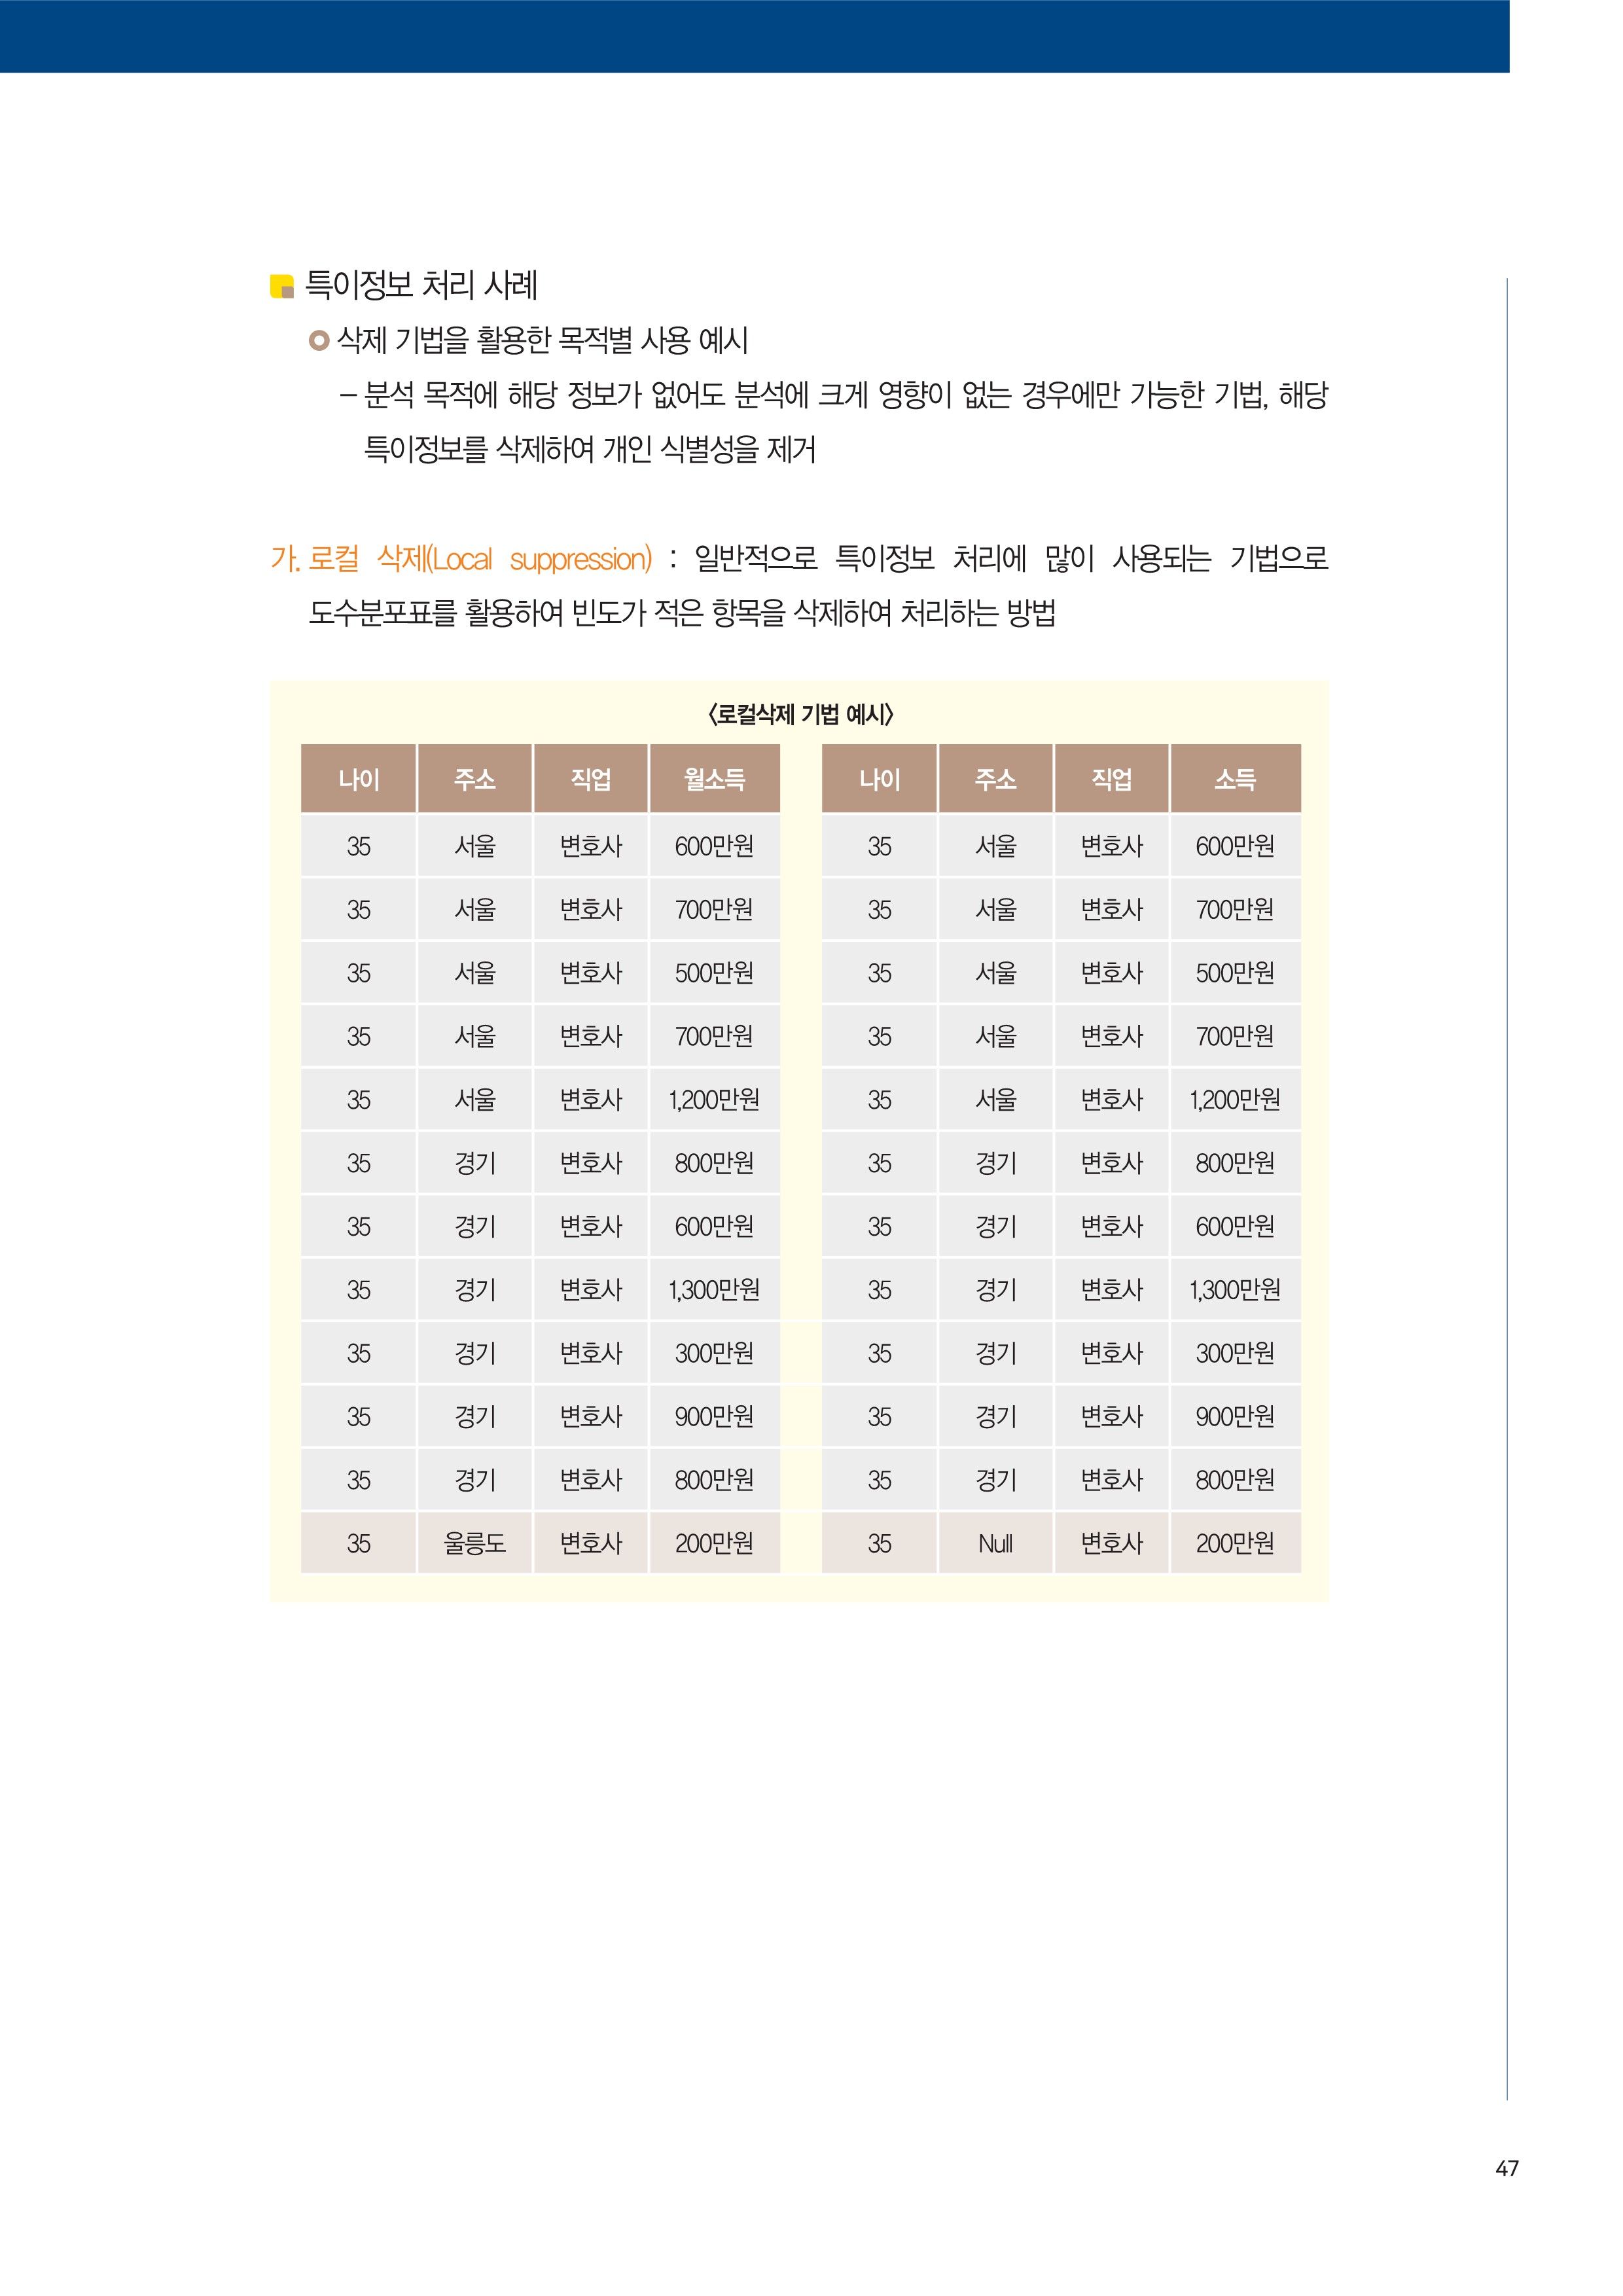 특이정보 처리 사례
삭제 기법을 활용한 목적별 사용 예시
– 분석 목적에 해당 정보가 없어도 분석에 크게 영향이 없는 경우에만 가능한 기법, 해당
특이정보를 삭제하여 개인 식별성을 제거
가. 로컬 삭제(Local suppression) : 일반적으로 특이정보 처리에 많이 사용되는 기법으로
도수분포표를 활용하여 빈도가 적은 항목을 삭제하여 처리하는 방법
〈로컬삭제 기법 예시〉
나이 주소 직업 월소득 나이 주소 직업 소득
35 서울 변호사 600만원 35 서울 변호사 600만원
35 서울 변호사 700만원 35 서울 변호사 700만원
35 서울 변호사 500만원 35 서울 변호사 500만원
35 서울 변호사 700만원 35 서울 변호사 700만원
35 서울 변호사 1,200만원 35 서울 변호사 1,200만원
35 경기 변호사 800만원 35 경기 변호사 800만원
35 경기 변호사 600만원 35 경기 변호사 600만원
35 경기 변호사 1,300만원 35 경기 변호사 1,300만원
35 경기 변호사 300만원 35 경기 변호사 300만원
35 경기 변호사 900만원 35 경기 변호사 900만원
35 경기 변호사 800만원 35 경기 변호사 800만원
35 울릉도 변호사 200만원 35 Null 변호사 200만원
47